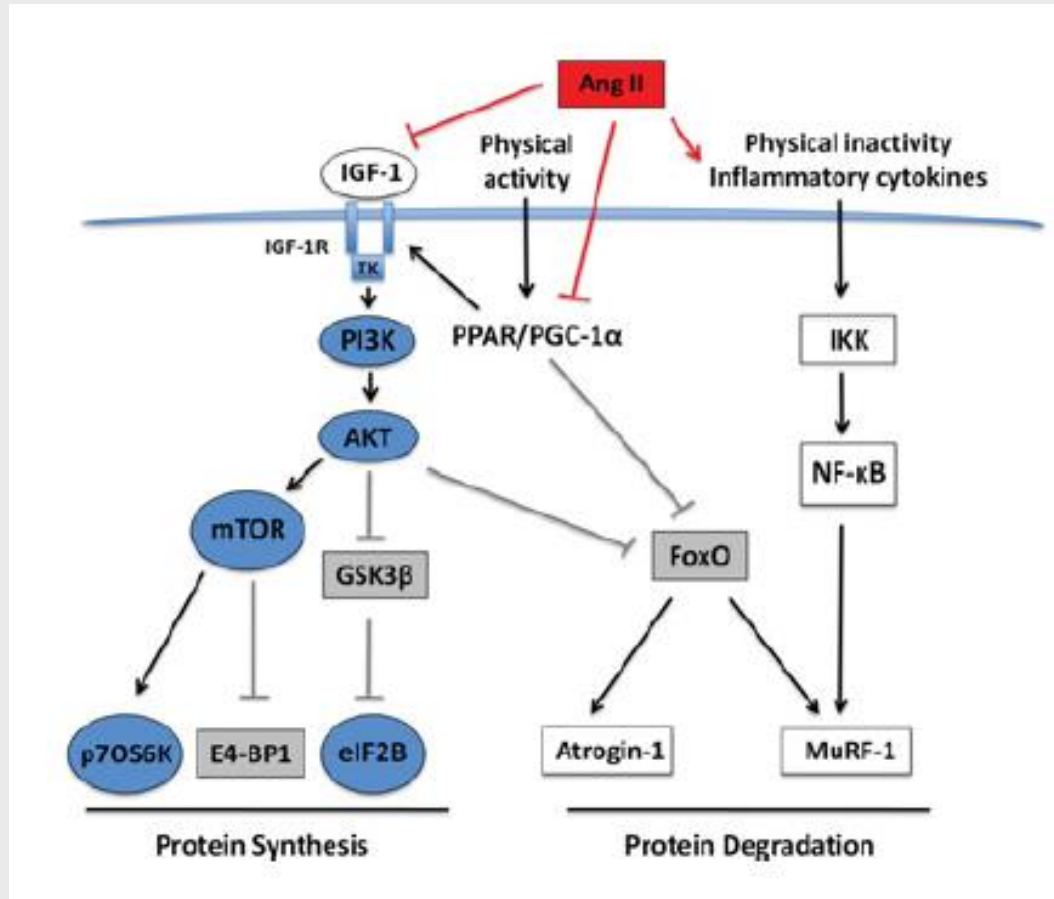 Ang II
Physical
activity
Physical inactivity
Inflammatory cytokines
IGF-1
IGF-1R
TK
PI3K
PPAR/PGC-1α
IKK
AKT
NF-κB
mTOR
GSK3β
FoxO
p7OS6K
E4-BP1
eIF2B
Atrogin-1
MuRF-1
Protein Synthesis
Protein Degradation